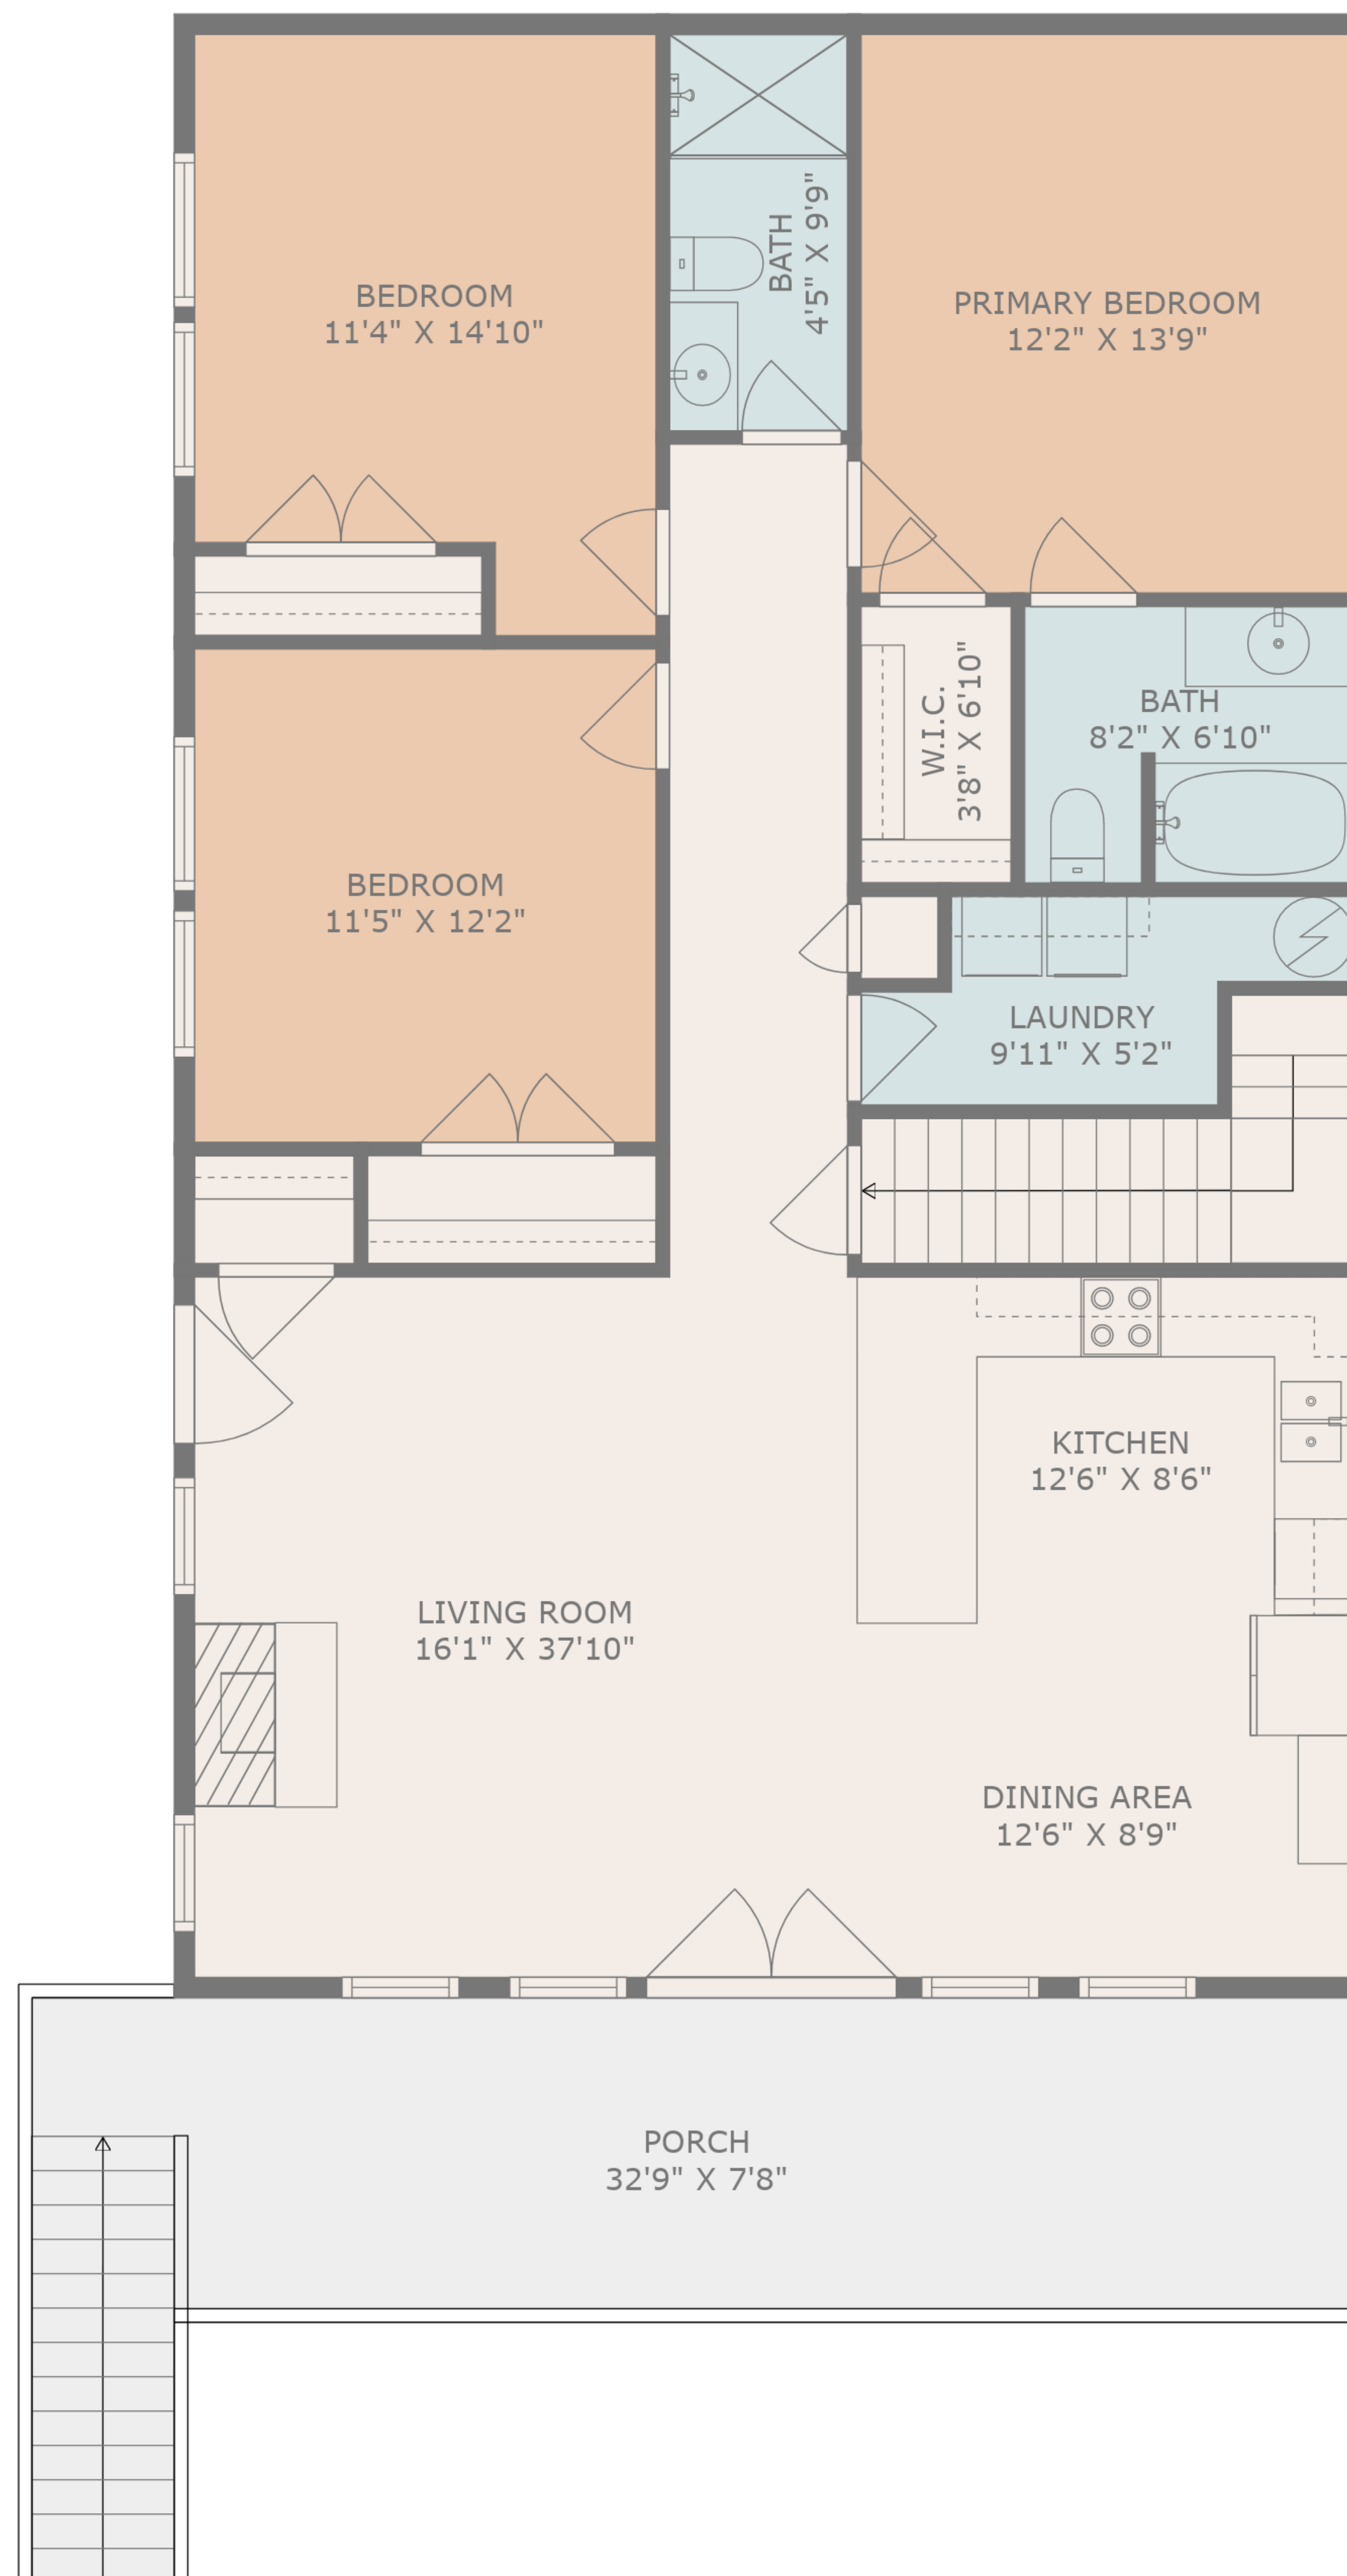 BEDROOM
11'4" X 14'10"
BATH
4'5" X 9'9"
PRIMARY BEDROOM
12'2" X 13'9"
W.I.C.
3'8" X 6'10"
BATH
8'2" X 6'10"
BEDROOM
11'5" X 12'2"
LAUNDRY
9'11" X 5'2"
KITCHEN
12'6" X 8'6"
LIVING ROOM
16'1" X 37'10"
DINING AREA
12'6" X 8'9"
PORCH
32'9" X 7'8"